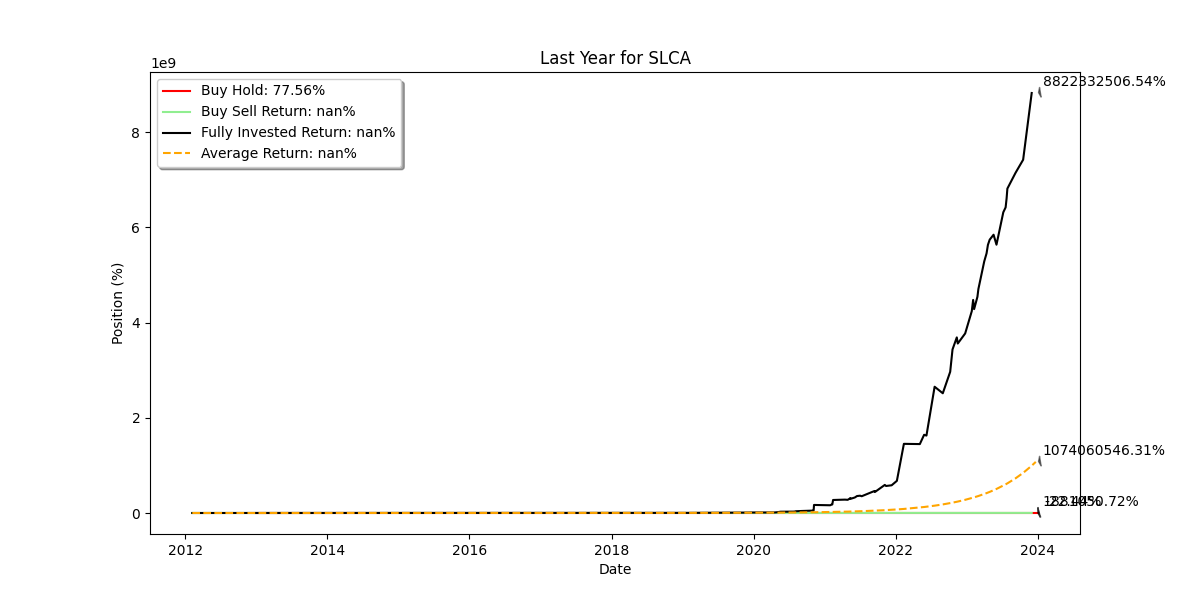 Last Year for SLCA
1e9
Buy Hold: 77.56%
Buy Sell Return: nan%
Fully Invested Return: nan%
Average Return: nan%
8822332506.54%
1074060546.31%
8
6
4
2
0
Position (%)
2012
2014
2016
2018
2020
2022
2024
Date